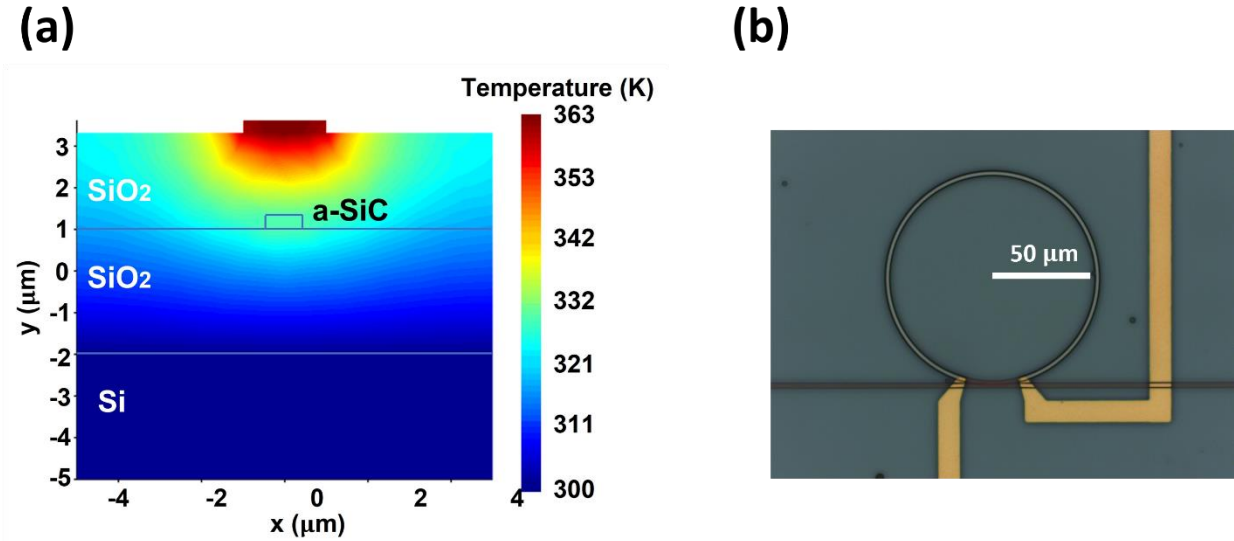 (a)
(b)
Temperature (K)
363
353
342
332
321
311
300
3
2
1
0
-1
-2
-3
-4
-5
y (μm)
SiO2
a-SiC
SiO2
Si
-4
-2
0
2
4
x (μm)
50 μm